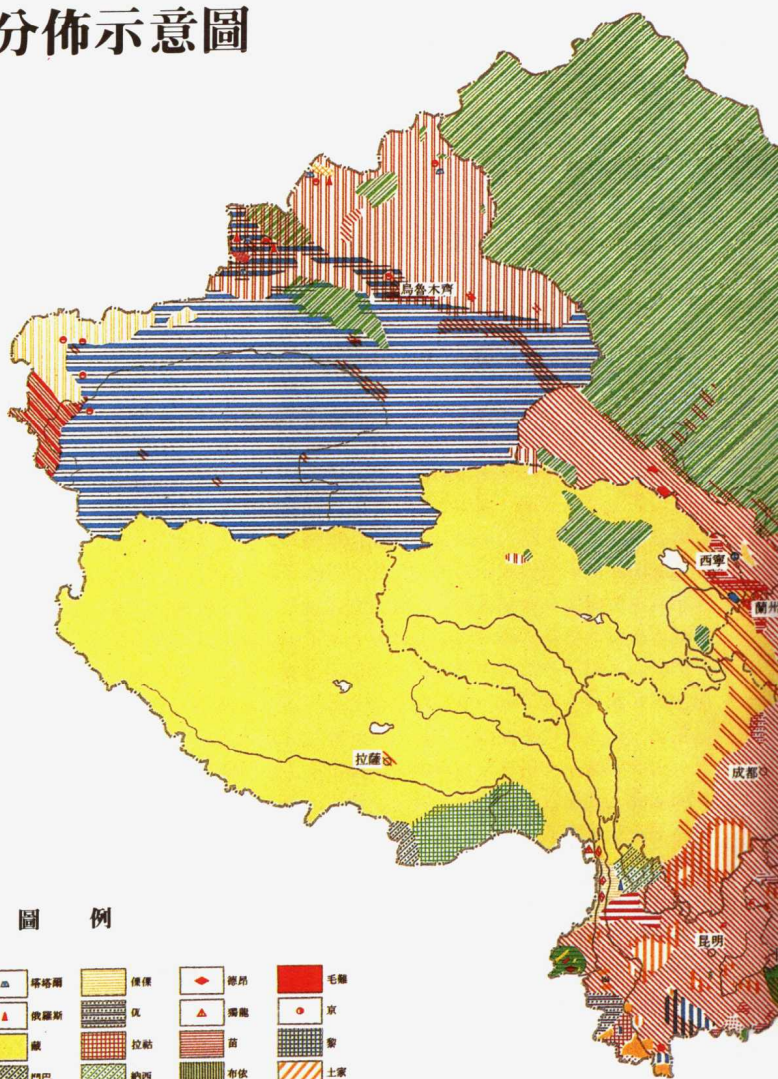 分佈示意圖
烏魯木齊
西寧
蘭州
拉薩
成都
昆明
圖 例
塔塔爾 傈僳 德昂 毛難
俄羅斯 佤 獨龍 京
藏 拉祜 苗 黎
門巴 納西 布依 土家